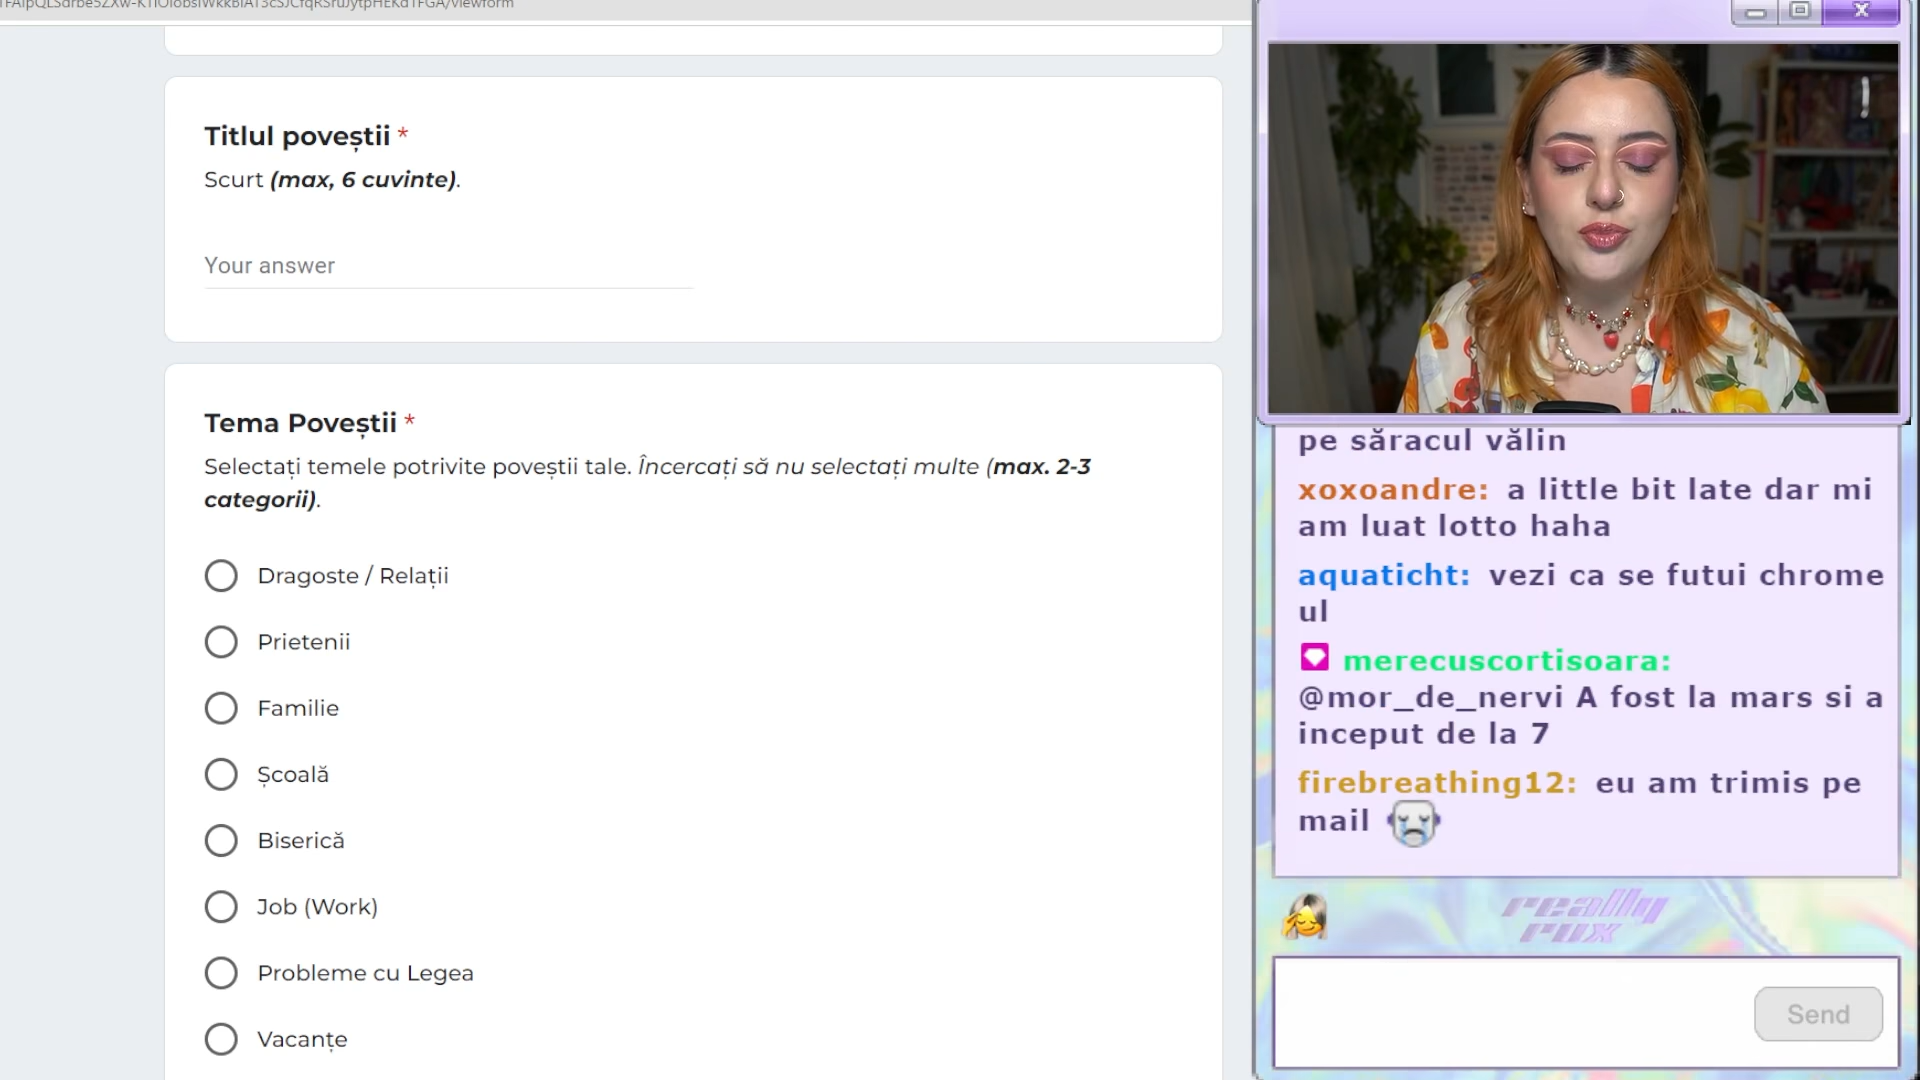 Titlul poveștii *
Scurt (max, 6 cuvinte).
Your answer
Tema Poveștii *
Selectați temele potrivite poveștii tale. Încercați să nu selectați multe (max. 2-3
categorii).
Dragoste / Relații
Prietenii
Familie
Școală
Biserică
Job (Work)
Probleme cu Legea
Vacanțe
pe săracul vălin
xoxoandre: a little bit late dar mi
am luat lotto haha
aquaticht: vezi ca se futui chrome
ul
merecuscortisoara:
@mor_de_nervi A fost la mars si a
inceput de la 7
firebreathing12: eu am trimis pe
mail
really
rux
Send